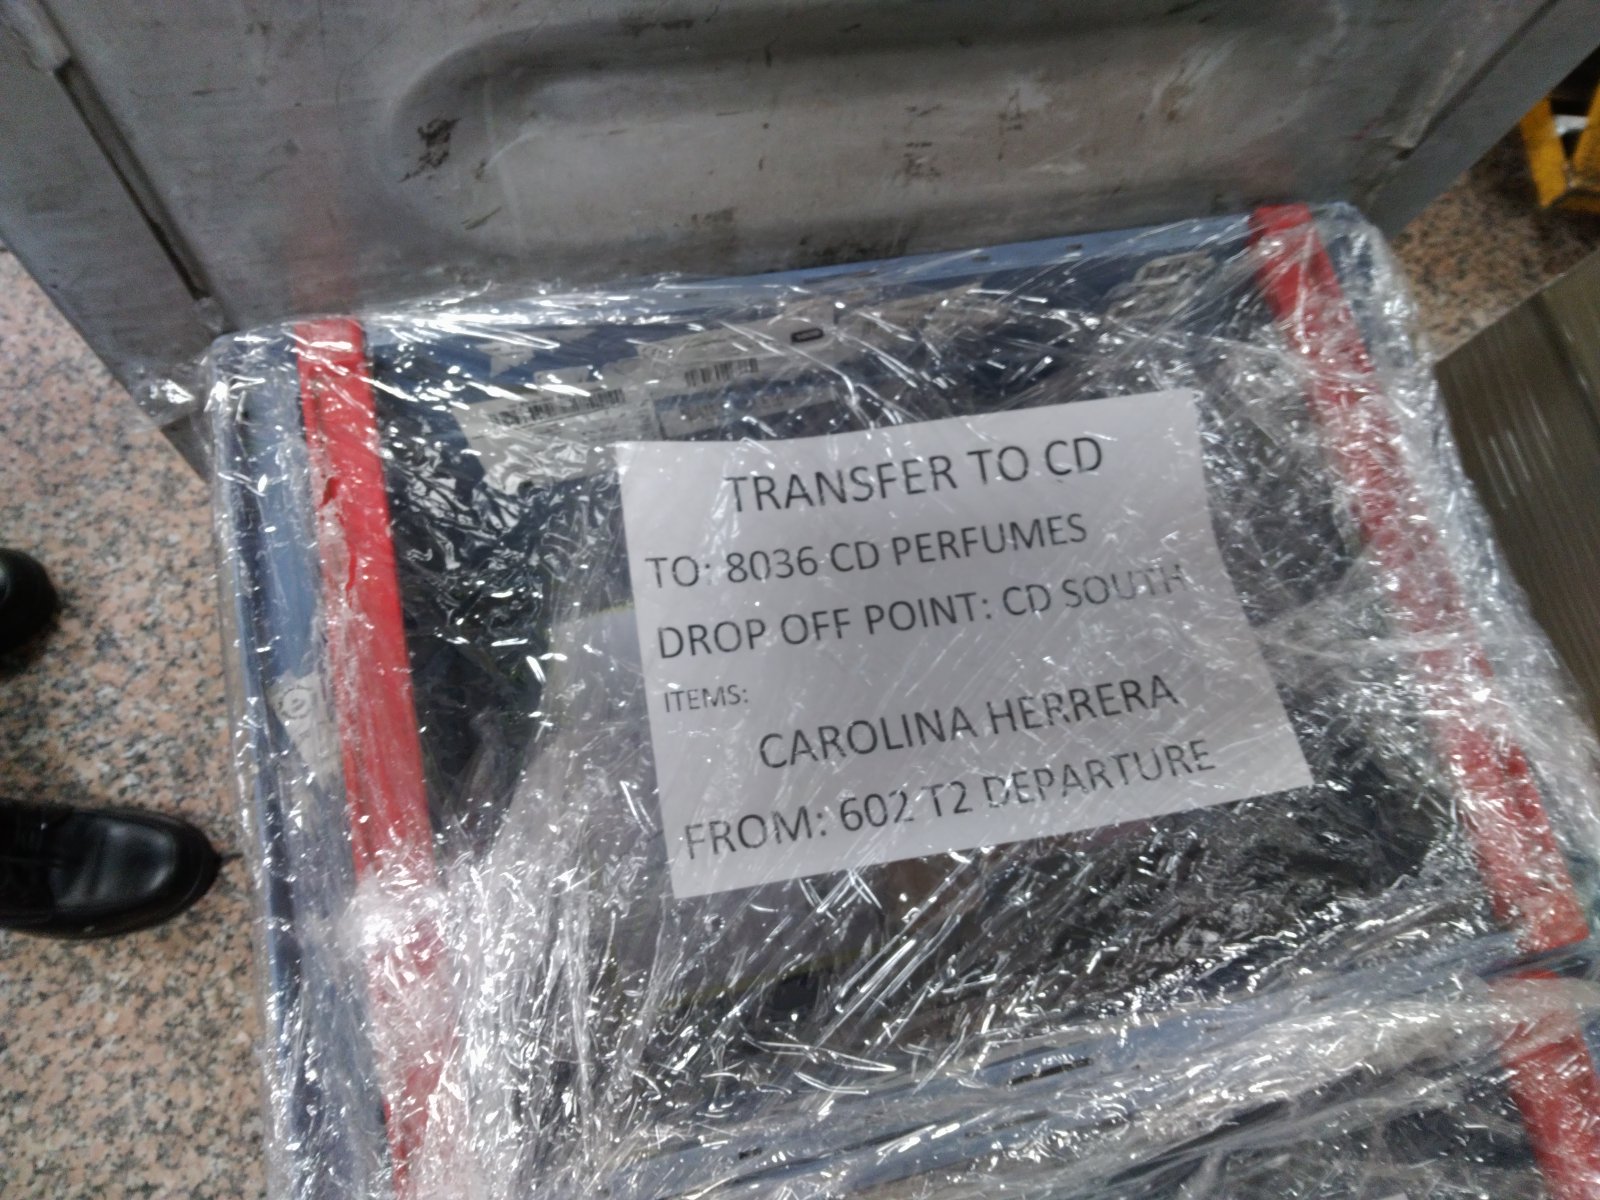 TRANSFER TO CD
TO: 8036 CD PERFUMES
DROP OFF POINT: CD SOUTH
ITEMS:
CAROLINA HERRERA
FROM: 602 T2 DEPARTURE